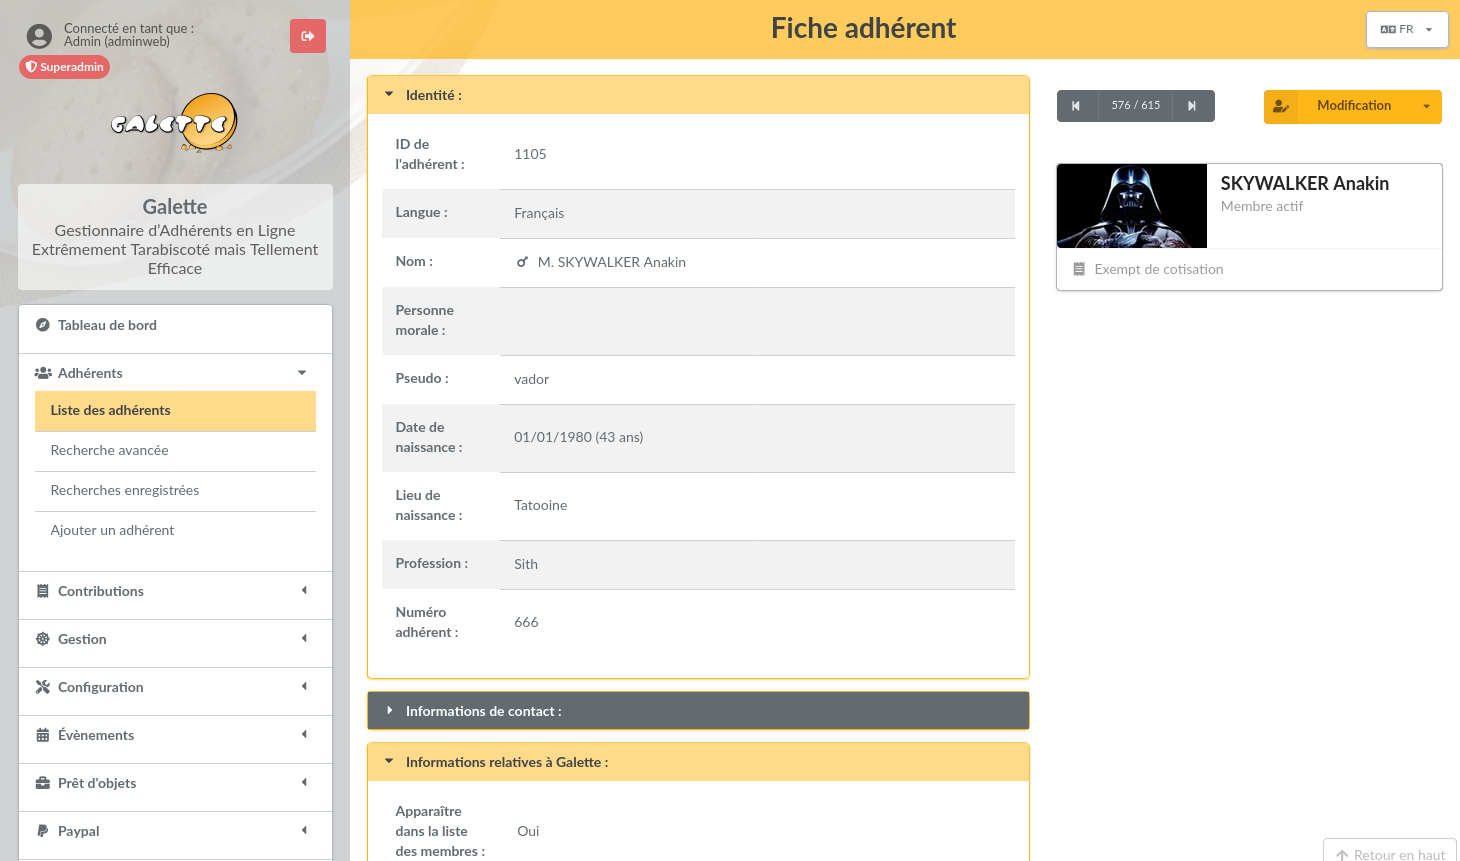 Connecté en tant que :
Admin (adminweb)
Superadmin
GALETTE
Galette
Gestionnaire d'Adhérents en Ligne
Extrêmement Tarabiscoté mais Tellement
Efficace
Tableau de bord
Adhérents
Liste des adhérents
Recherche avancée
Recherches enregistrées
Ajouter un adhérent
Contributions
Gestion
Configuration
Évènements
Prêt d'objets
Paypal
Fiche adhérent
FR
Identité :
ID de
l'adhérent :
1105
Langue :
Français
Nom :
M. SKYWALKER Anakin
Personne
morale :
Pseudo :
vador
Date de
naissance :
01/01/1980 (43 ans)
Lieu de
naissance :
Tatooine
Profession :
Sith
Numéro
adhérent :
666
Informations de contact :
Informations relatives à Galette :
Apparaître
dans la liste
des membres :
Oui
576 / 615
Modification
SKYWALKER Anakin
Membre actif
Exempt de cotisation
Retour en haut